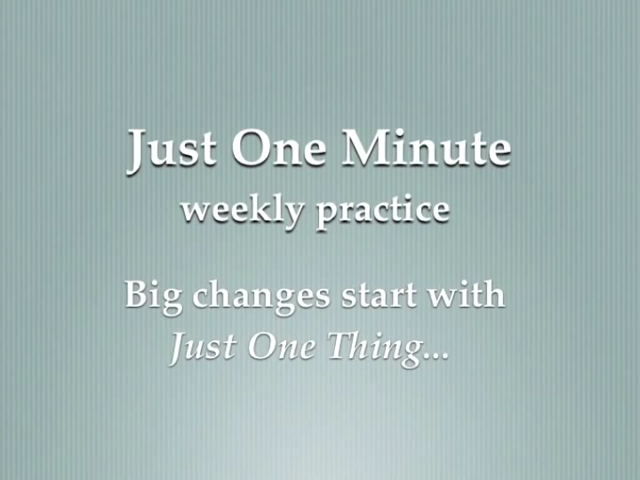 Just One Minute
weekly practice
Big changes start with
Just One Thing...